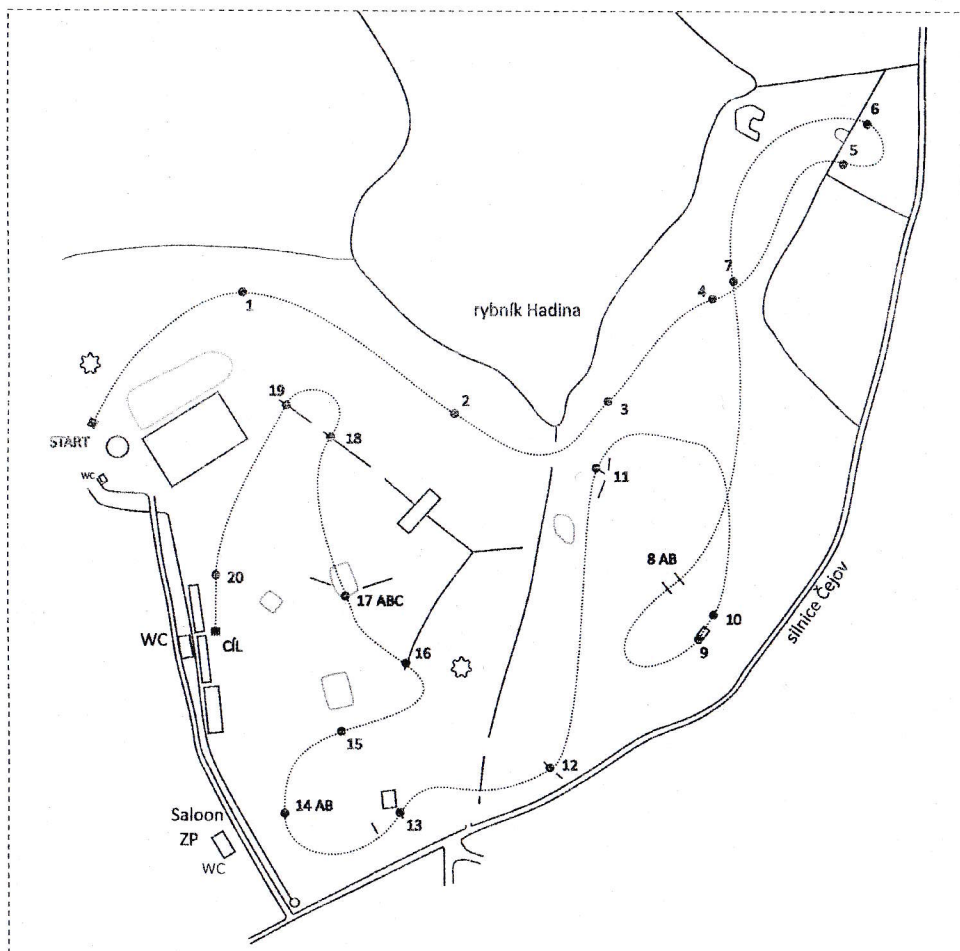 6
5
7
4
1
rybník Hadina
2
3
19
18
START
WC
11
8 AB
20
17 ABC
10
9
silnice Čejov
WC
CÍL
16
15
12
14 AB
13
Saloon
ZP
WC